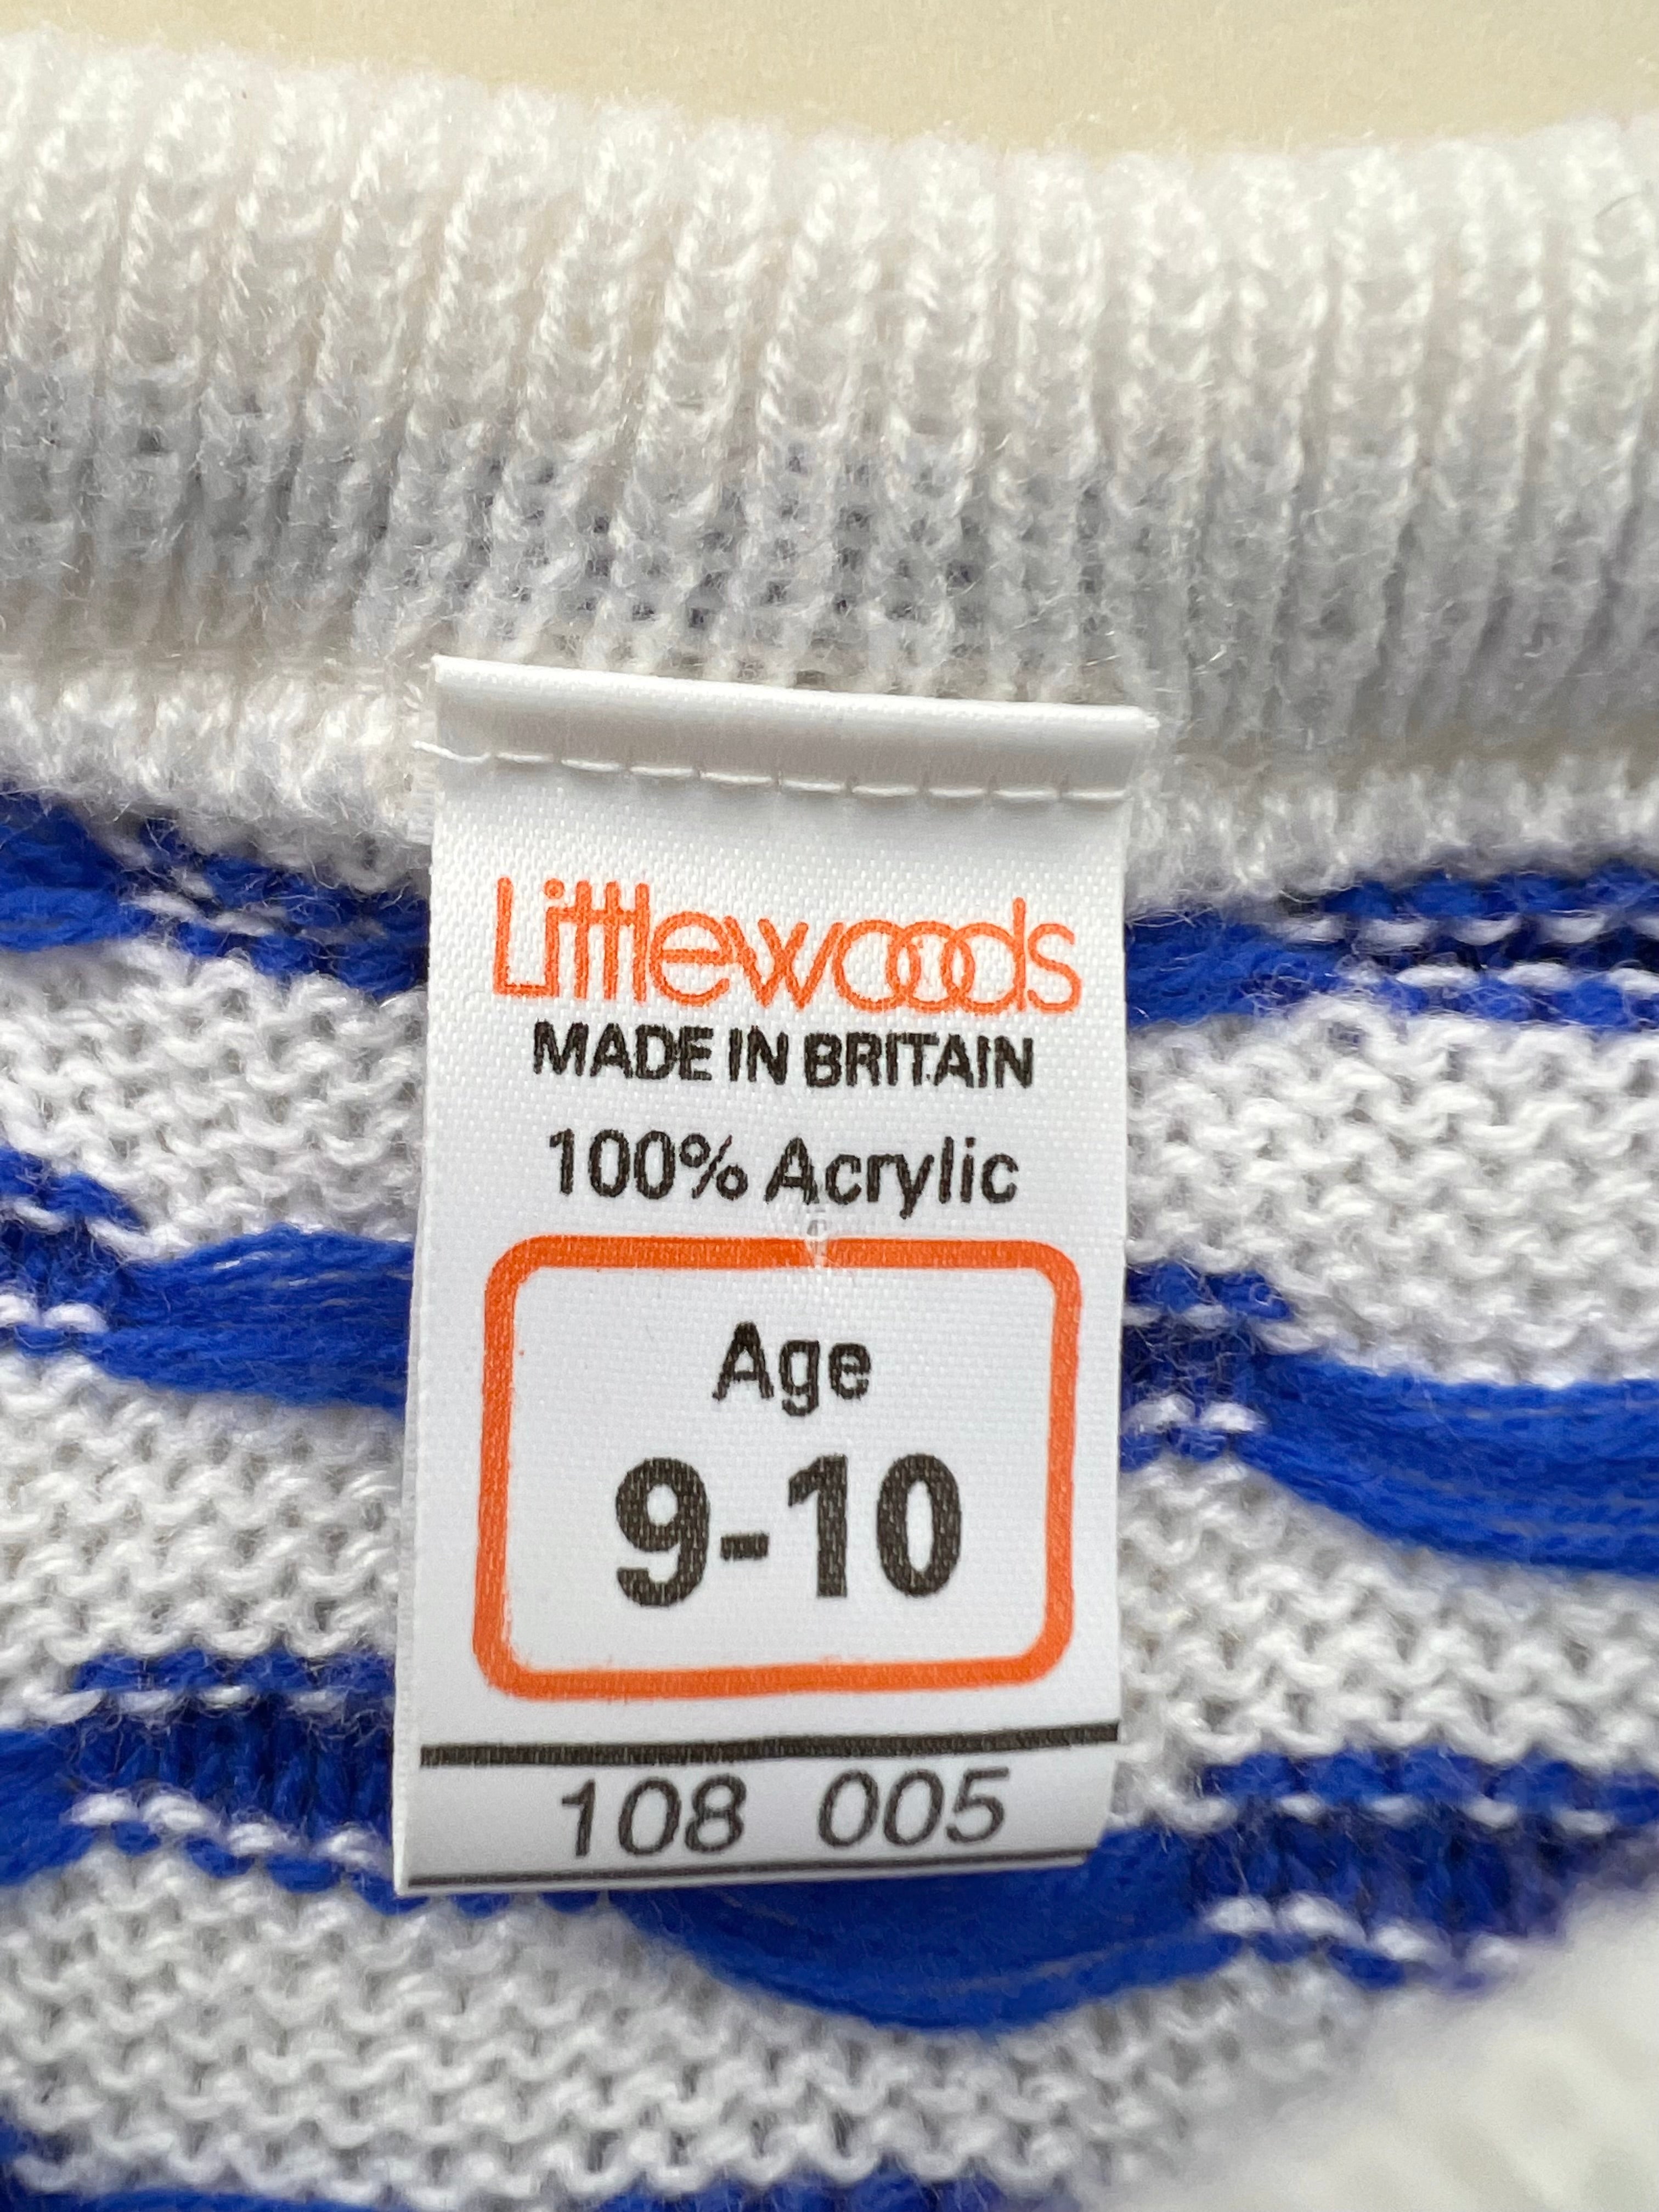 Littlewoods
MADE IN BRITAIN
100% Acrylic
Age
9-10
108 005